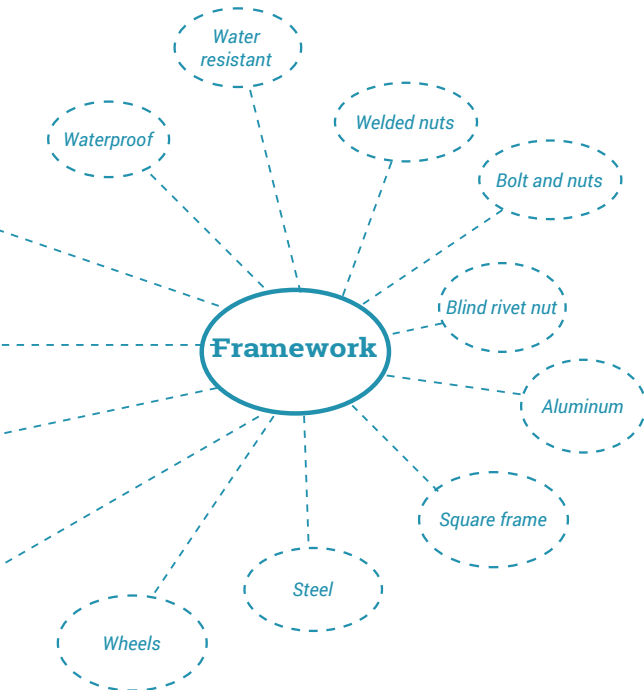 Water
resistant
Welded nuts
Waterproof
Bolt and nuts
Blind rivet nut
Framework
Aluminum
Square frame
Steel
Wheels